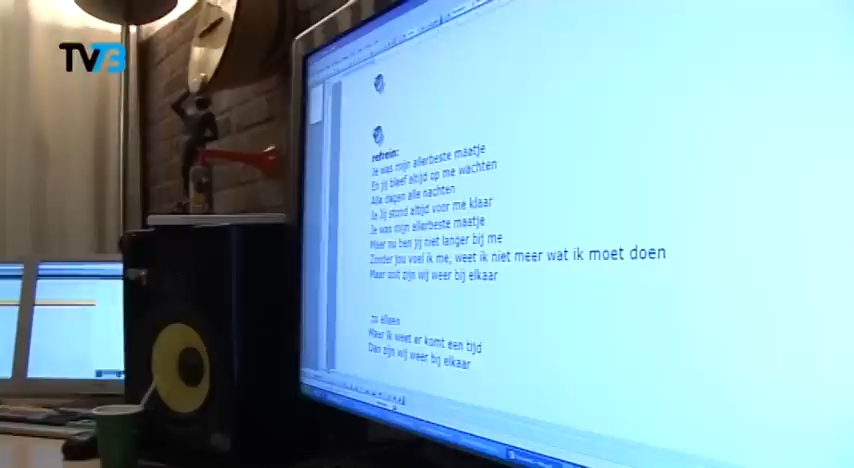 TV73
refrein:
Je was mijn allerbeste maatje
En jij bleef altijd op me wachten
Alle dagen alle nachten
Je Jij stond altijd voor me klaar
Je was mijn allerbeste maatje
Maar nu ben jij niet langer bij me
Zonder jou voel ik me, weet ik niet meer wat ik moet doen
Maar ooit zijn wij weer bij elkaar
zo alleen
Maar ik weet er komt een tijd
Dan zijn wij weer bij elkaar